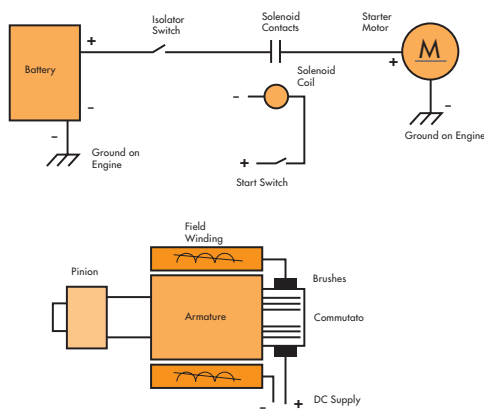 Isolator
Switch
Solenoid
Contacts
Starter
Motor
+
M
+
Battery
Solenoid
Coil
–
–
–
–
Ground on
Engine
Ground on Engine
+
Start Switch
Field
Winding
Pinion
Brushes
Armature
Commutato
DC Supply
–
+